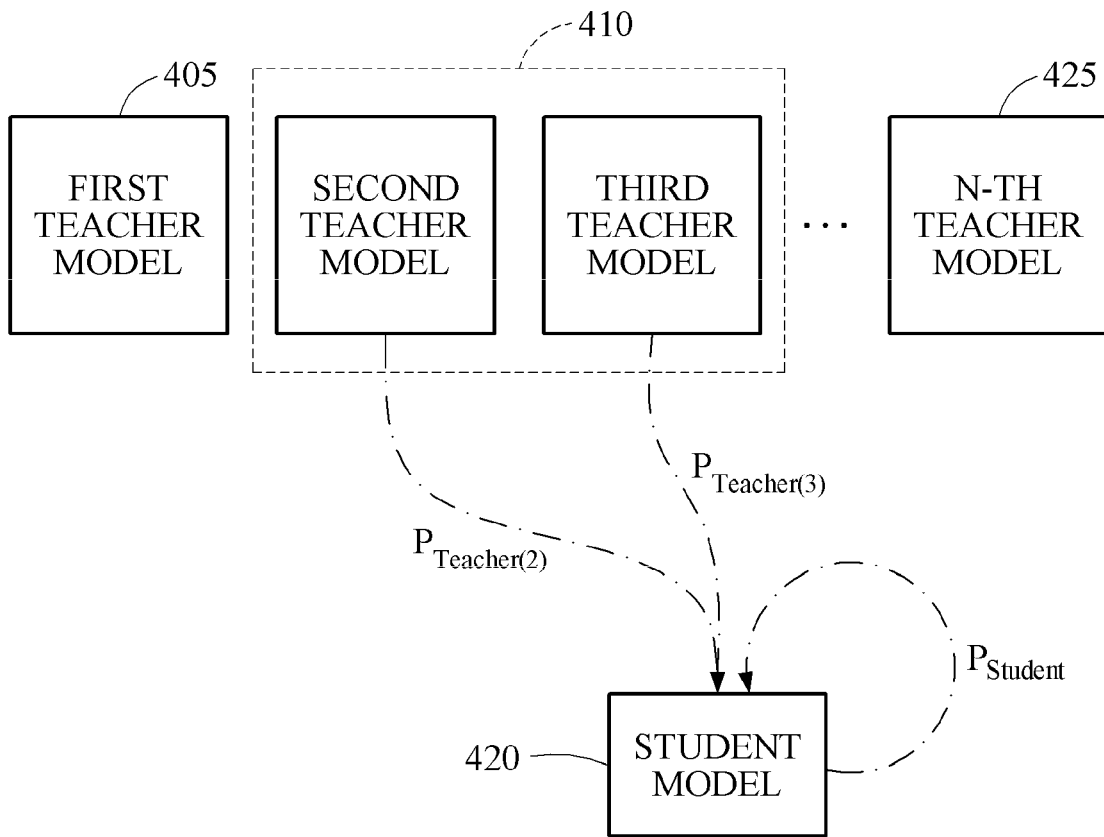 410
405
425
FIRST
TEACHER
MODEL
SECOND
TEACHER
MODEL
THIRD
TEACHER
MODEL
...
N-TH
TEACHER
MODEL
P_Teacher(3)
P_Teacher(2)
P_Student
420
STUDENT
MODEL